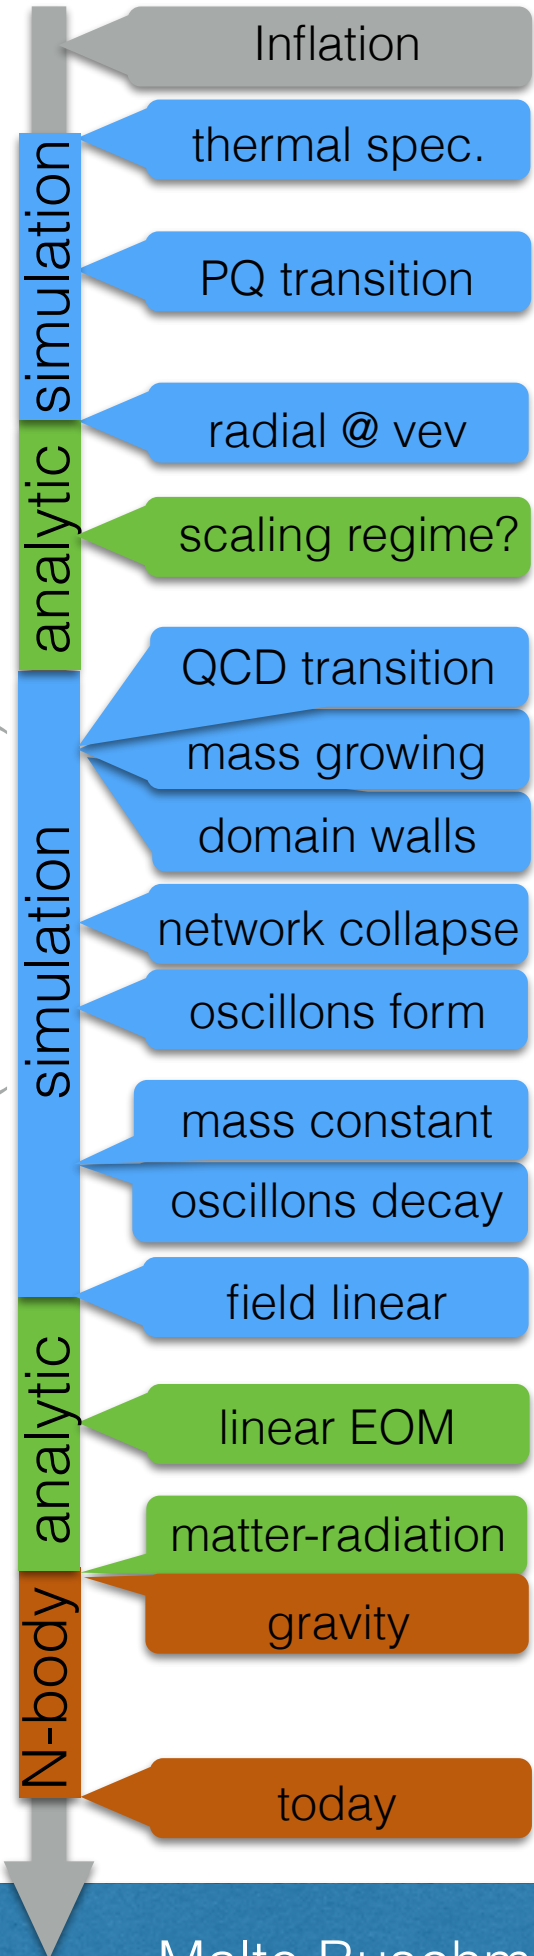 Inflation
thermal spec.
simulation
PQ transition
radial @ vev
analytic
scaling regime?
QCD transition
mass growing
domain walls
simulation
network collapse
oscillons form
mass constant
oscillons decay
field linear
analytic
linear EOM
matter-radiation
N-body
gravity
today
Malte